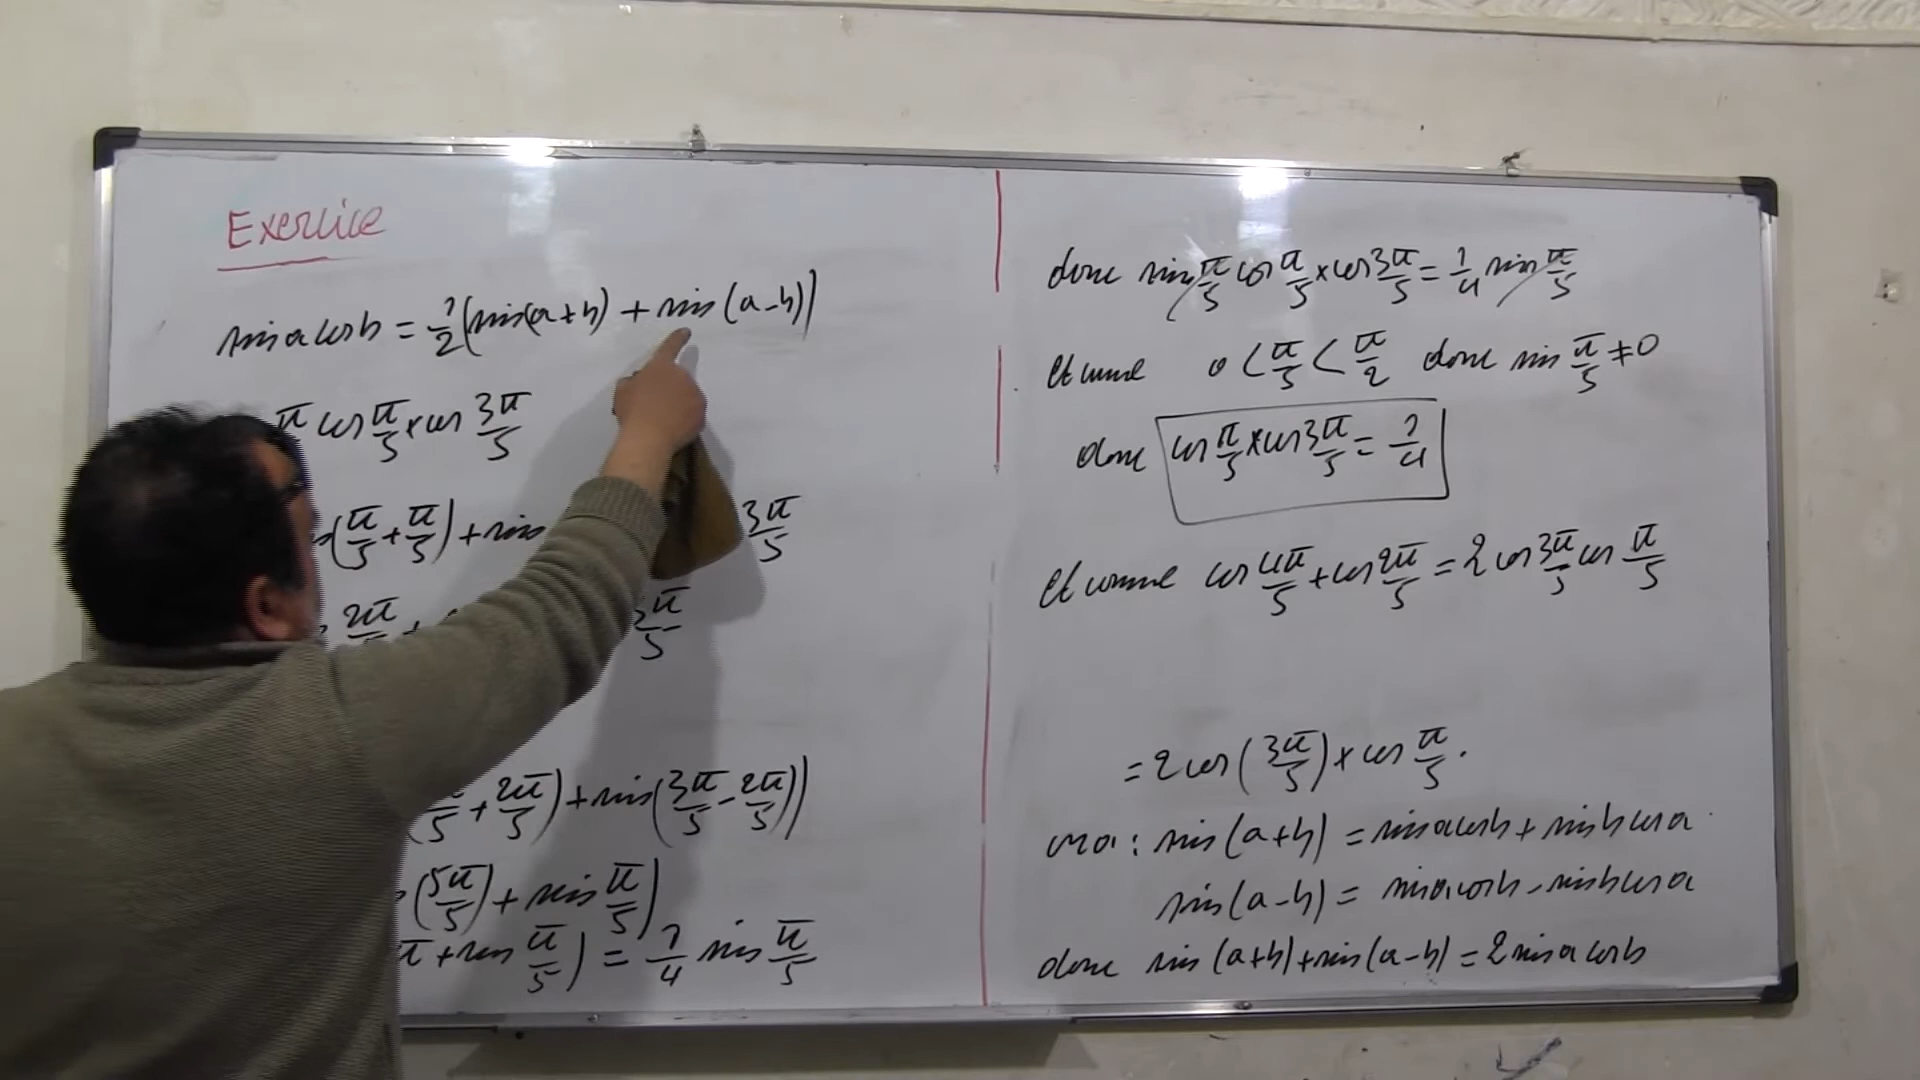 Exercice
sin a cos b = 1/2 (sin(a+b) + sin(a-b))
π/5 cos π/5 × cos 3π/5
(π/5 + π/5) + sin 3π/5
2π/5 + 3π/5
π/5 + 2π/5) + sin(3π/5 - 2π/5))
(5π/5) + sin π/5)
π + sin π/5) = 1/4 sin π/5
donc sin π/5 cos π/5 × cos 3π/5 = 1/4 sin π/5
et comme 0 < π/5 < π/2 donc sin π/5 ≠ 0
donc cos π/5 × cos 3π/5 = 1/4
et comme cos 4π/5 + cos 2π/5 = 2 cos 3π/5 cos π/5
= 2 cos (3π/5) × cos π/5.
on a : sin (a+b) = sin a cos b + sin b cos a
sin (a-b) = sin a cos b - sin b cos a
donc sin (a+b) + sin (a-b) = 2 sin a cos b